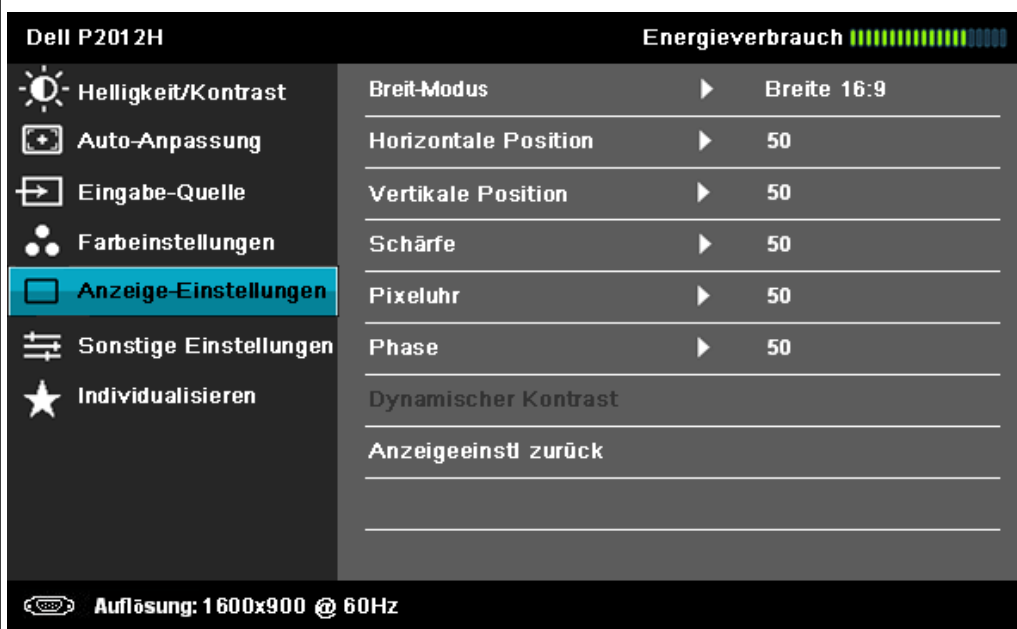 Dell P2012H
Energieverbrauch
Helligkeit/Kontrast
Auto-Anpassung
Eingabe-Quelle
Farbeinstellungen
Anzeige-Einstellungen
Sonstige Einstellungen
Individualisieren
Breit-Modus Breite 16:9
Horizontale Position 50
Vertikale Position 50
Schärfe 50
Pixeluhr 50
Phase 50
Dynamischer Kontrast
Anzeigeeinstl zurück
Auflösung: 1600x900 @ 60Hz